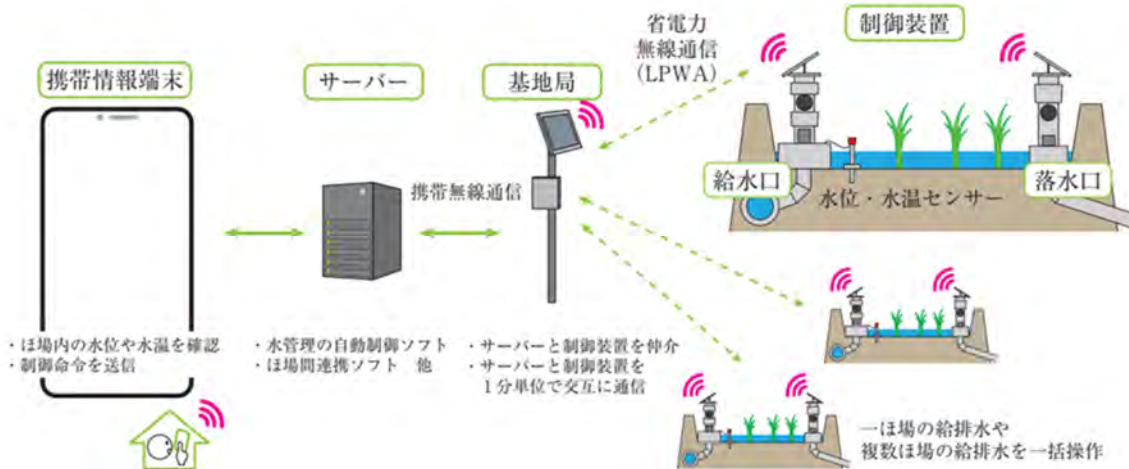 携帯情報端末
・ほ場内の水位や水温を確認
・制御命令を送信
サーバー
・水管理の自動制御ソフト
・ほ場間連携ソフト 他
携帯無線通信
基地局
・サーバーと制御装置を仲介
・サーバーと制御装置を
1分単位で交互に通信
省電力
無線通信
(LPWA)
制御装置
給水口
水位・水温センサー
落水口
一ほ場の給排水や
複数ほ場の給排水を一括操作